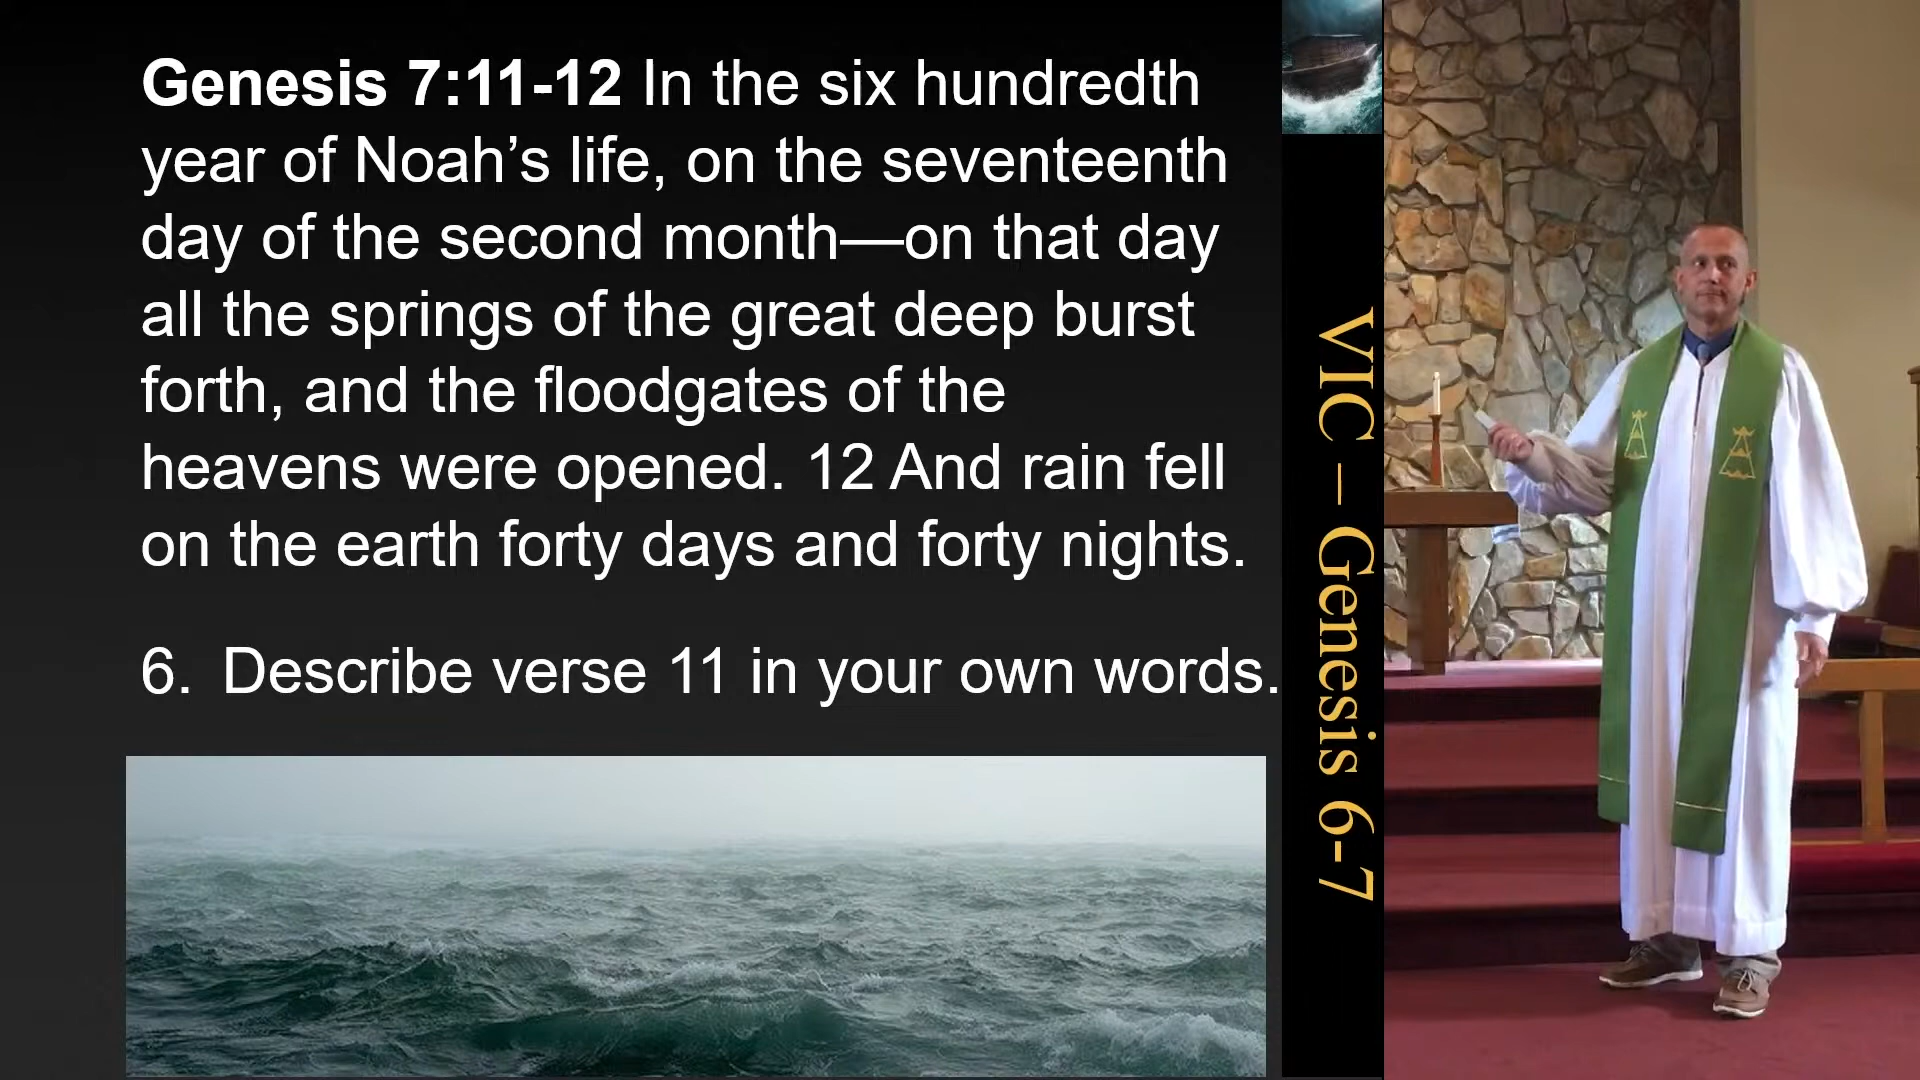 Genesis 7:11-12 In the six hundredth
year of Noah’s life, on the seventeenth
day of the second month—on that day
all the springs of the great deep burst
forth, and the floodgates of the
heavens were opened. 12 And rain fell
on the earth forty days and forty nights.
6. Describe verse 11 in your own words.
VIC – Genesis 6-7